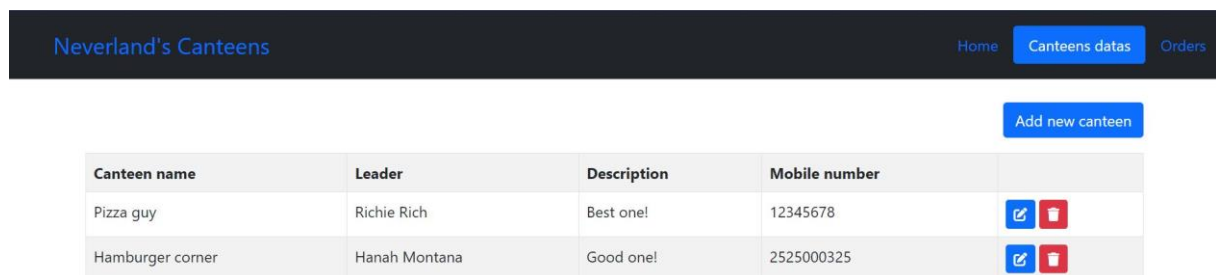 Neverland's Canteens Home Canteens datas Orders
Add new canteen
Canteen name Leader Description Mobile number
Pizza guy Richie Rich Best one! 12345678
Hamburger corner Hanah Montana Good one! 2525000325